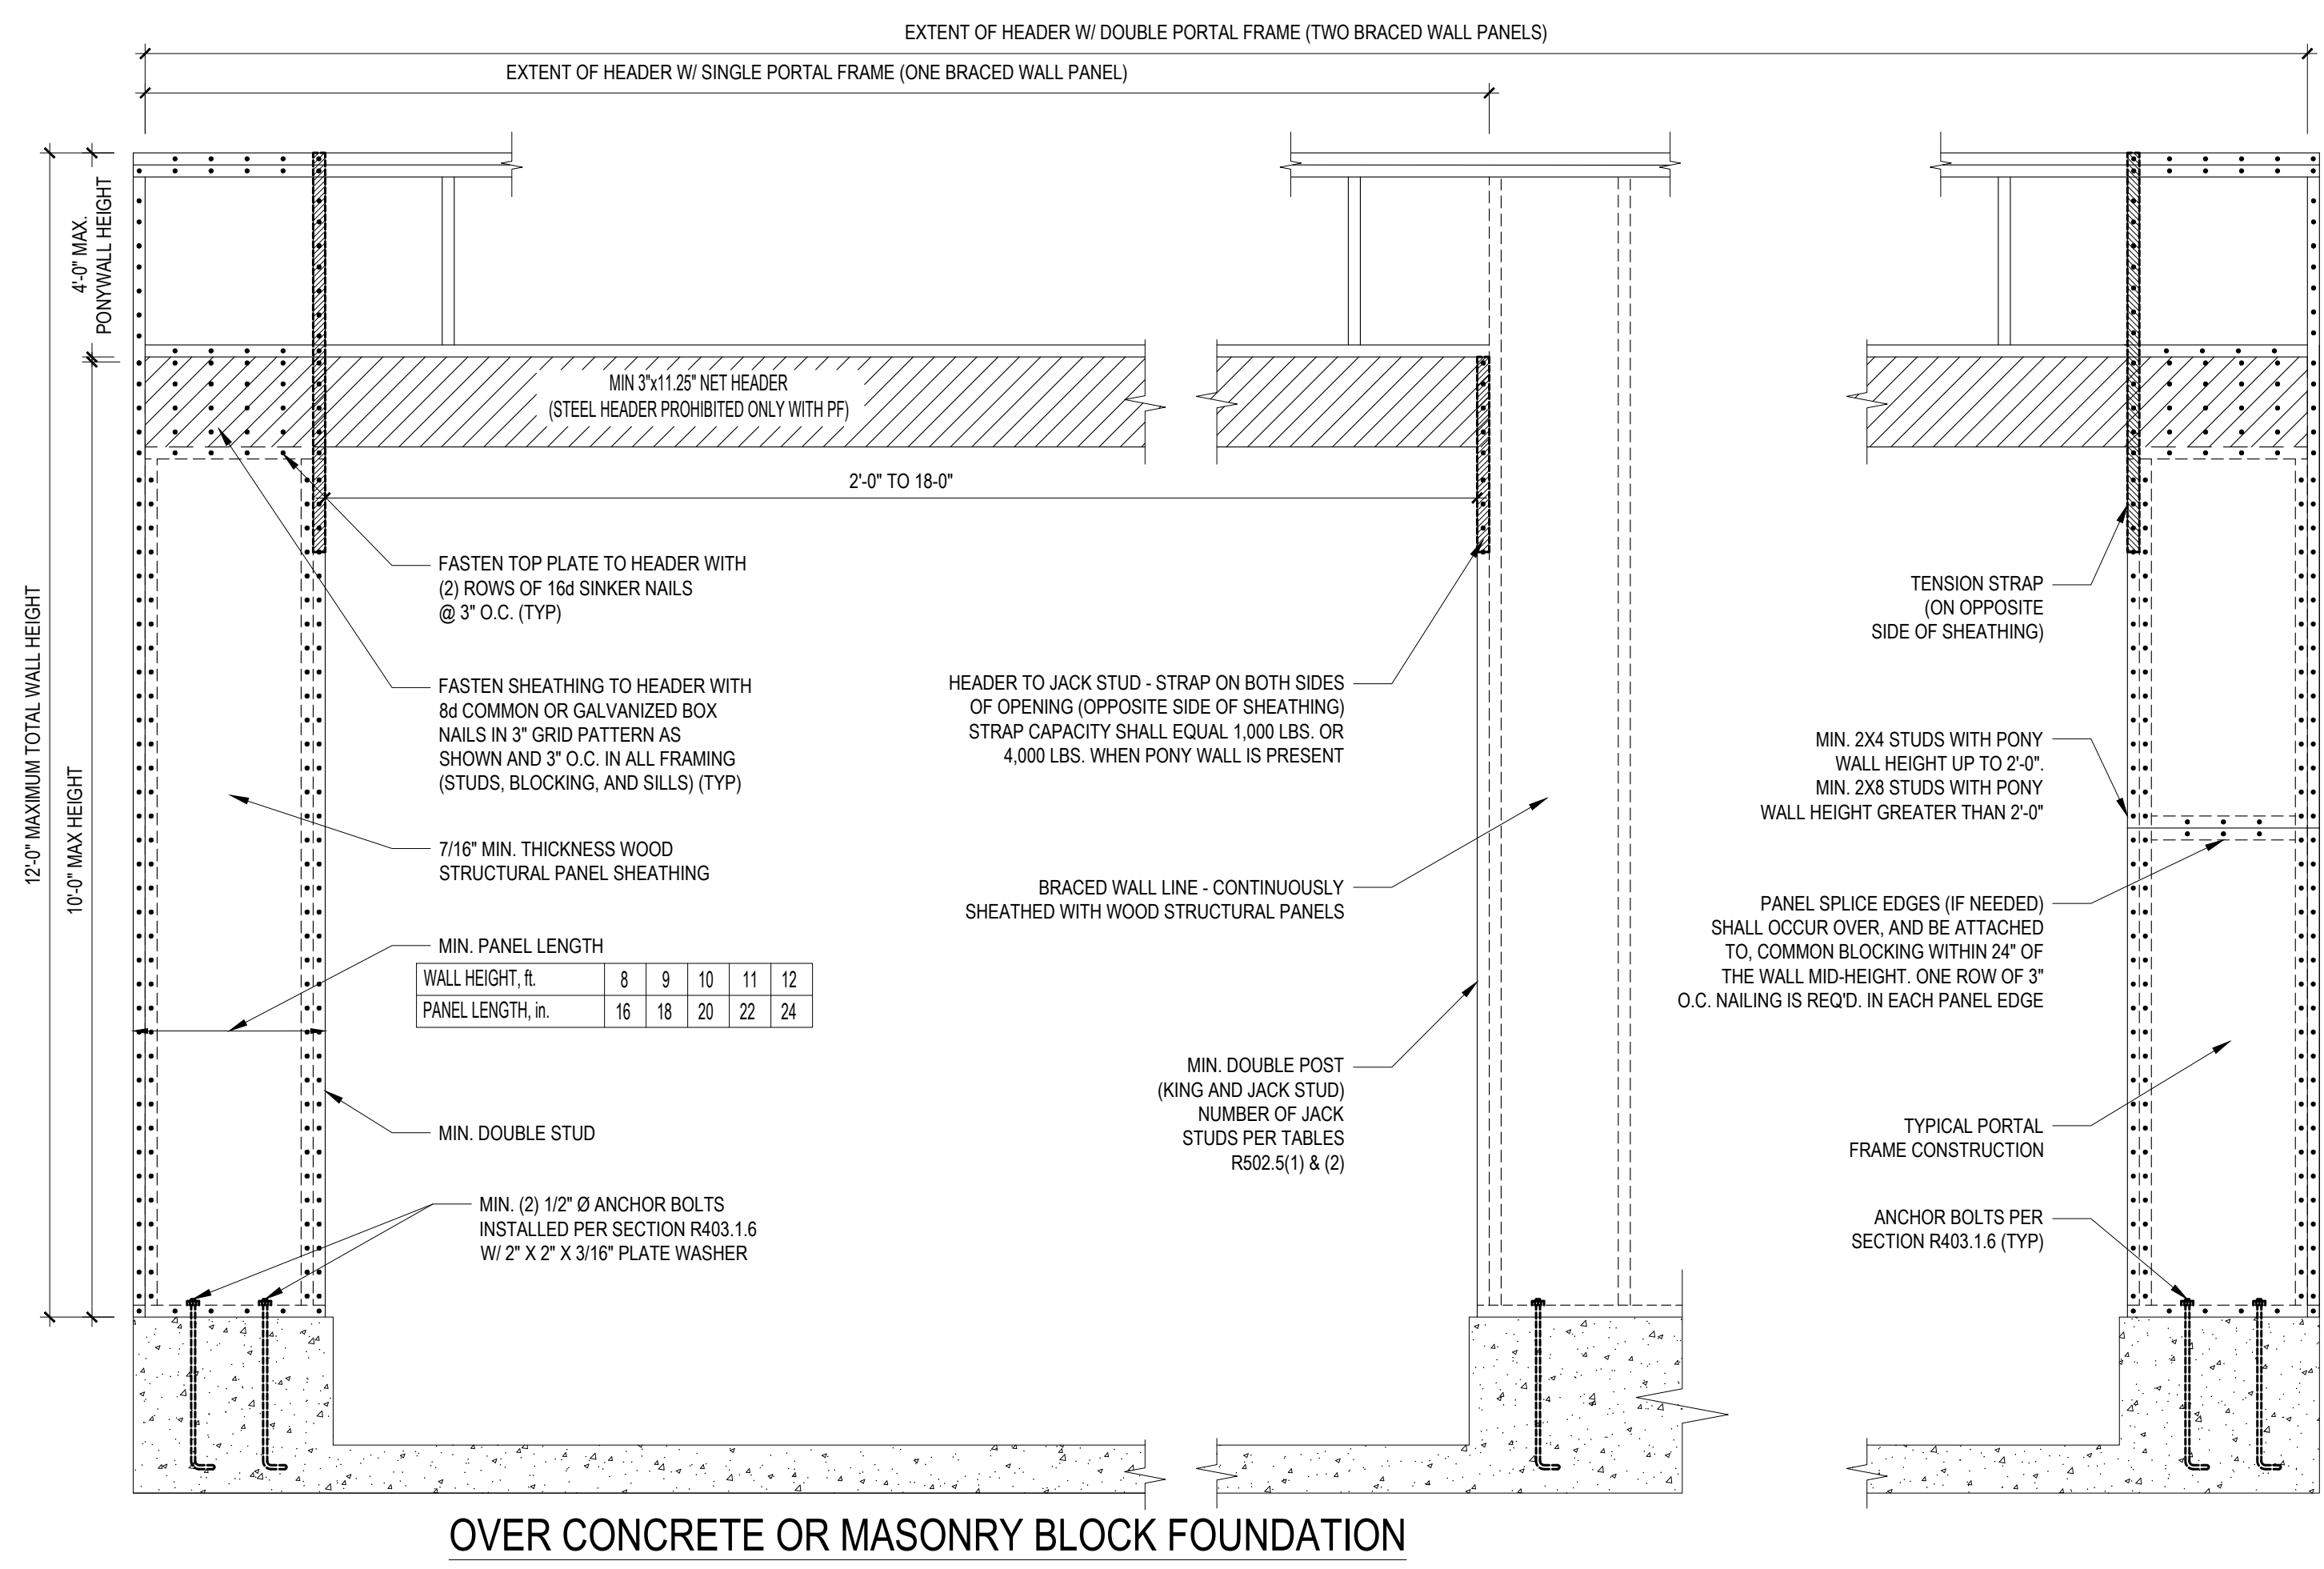 EXTENT OF HEADER W/ DOUBLE PORTAL FRAME (TWO BRACED WALL PANELS)
EXTENT OF HEADER W/ SINGLE PORTAL FRAME (ONE BRACED WALL PANEL)
4'-0" MAX.
PONYWALL HEIGHT
12'-0" MAXIMUM TOTAL WALL HEIGHT
10'-0" MAX HEIGHT
MIN 3"x11.25" NET HEADER
(STEEL HEADER PROHIBITED ONLY WITH PF)
2'-0" TO 18-0"
FASTEN TOP PLATE TO HEADER WITH
(2) ROWS OF 16d SINKER NAILS
@ 3" O.C. (TYP)
FASTEN SHEATHING TO HEADER WITH
8d COMMON OR GALVANIZED BOX
NAILS IN 3" GRID PATTERN AS
SHOWN AND 3" O.C. IN ALL FRAMING
(STUDS, BLOCKING, AND SILLS) (TYP)
7/16" MIN. THICKNESS WOOD
STRUCTURAL PANEL SHEATHING
MIN. PANEL LENGTH
WALL HEIGHT, ft. 8 9 10 11 12
PANEL LENGTH, in. 16 18 20 22 24
MIN. DOUBLE STUD
MIN. (2) 1/2" Ø ANCHOR BOLTS
INSTALLED PER SECTION R403.1.6
W/ 2" X 2" X 3/16" PLATE WASHER
HEADER TO JACK STUD - STRAP ON BOTH SIDES
OF OPENING (OPPOSITE SIDE OF SHEATHING)
STRAP CAPACITY SHALL EQUAL 1,000 LBS. OR
4,000 LBS. WHEN PONY WALL IS PRESENT
BRACED WALL LINE - CONTINUOUSLY
SHEATHED WITH WOOD STRUCTURAL PANELS
MIN. DOUBLE POST
(KING AND JACK STUD)
NUMBER OF JACK
STUDS PER TABLES
R502.5(1) & (2)
TENSION STRAP
(ON OPPOSITE
SIDE OF SHEATHING)
MIN. 2X4 STUDS WITH PONY
WALL HEIGHT UP TO 2'-0".
MIN. 2X8 STUDS WITH PONY
WALL HEIGHT GREATER THAN 2'-0"
PANEL SPLICE EDGES (IF NEEDED)
SHALL OCCUR OVER, AND BE ATTACHED
TO, COMMON BLOCKING WITHIN 24" OF
THE WALL MID-HEIGHT. ONE ROW OF 3"
O.C. NAILING IS REQ'D. IN EACH PANEL EDGE
TYPICAL PORTAL
FRAME CONSTRUCTION
ANCHOR BOLTS PER
SECTION R403.1.6 (TYP)
OVER CONCRETE OR MASONRY BLOCK FOUNDATION